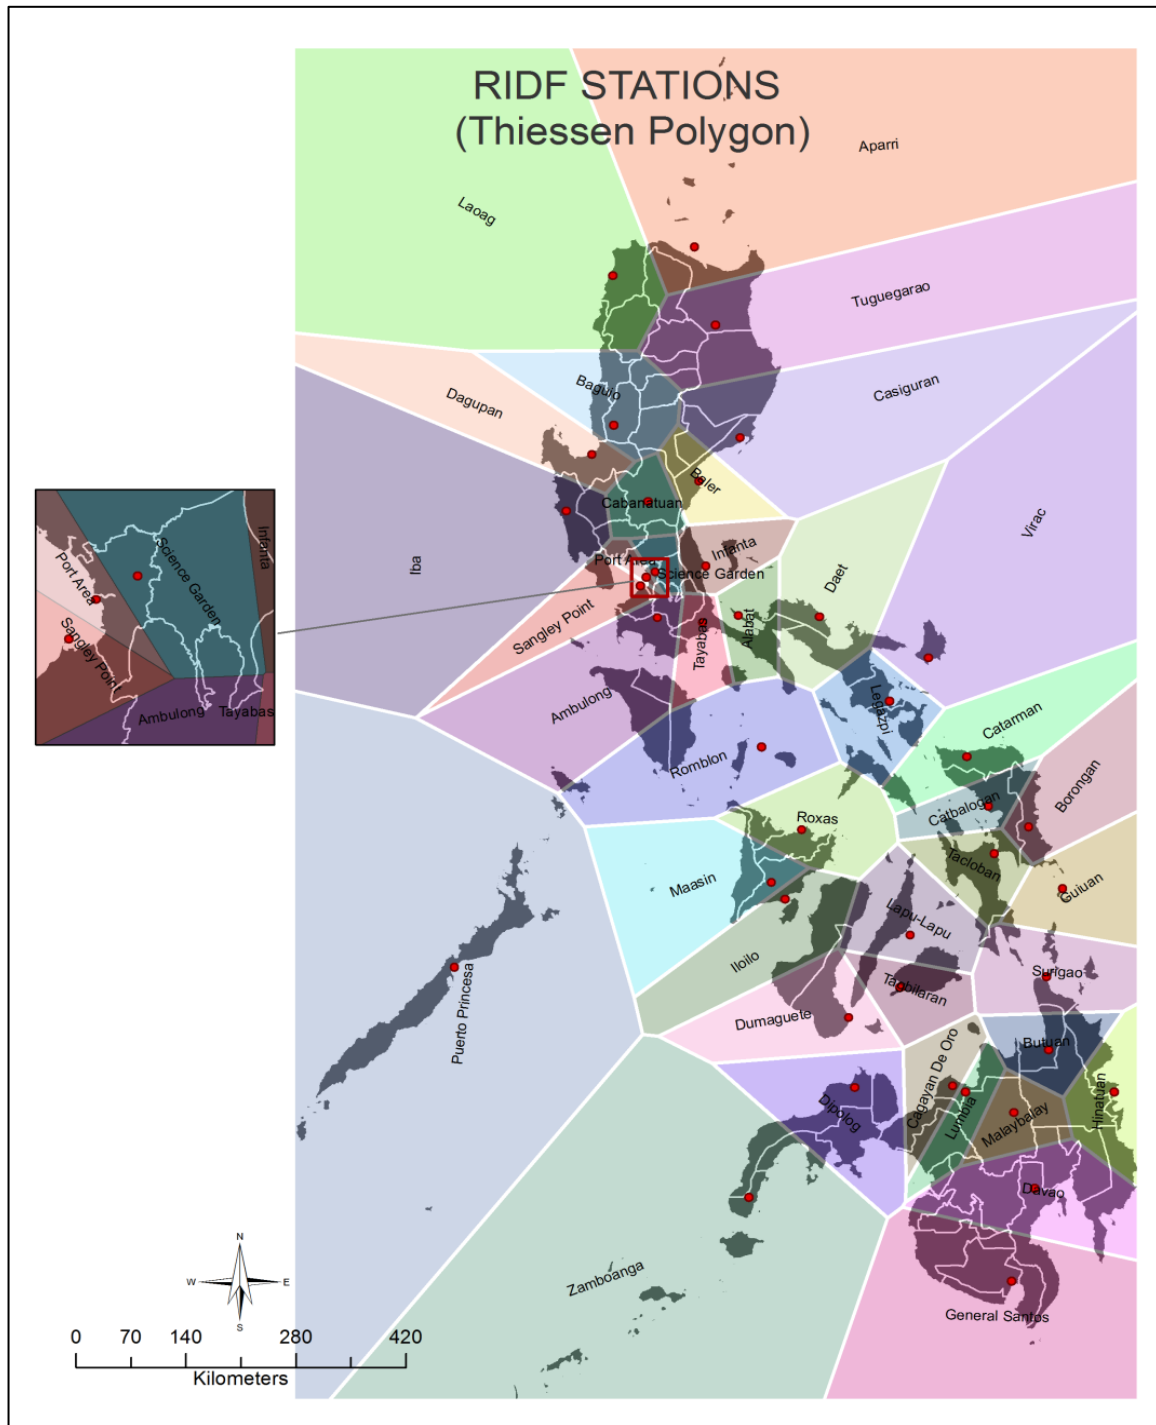 RIDF STATIONS
(Thiessen Polygon)
Aparri
Laoag
Tuguegarao
Casiguran
Baguio
Dagupan
Baler
Cabanatuan
Virac
Iba
Infanta
Port Area
Science Garden
Daet
Sangley Point
Alabat
Tayabas
Ambulong
Legazpi
Catarman
Romblon
Borongan
Catbalogan
Roxas
Tacloban
Maasin
Guiuan
Lapu-Lapu
Iloilo
Surigao
Tagbilaran
Puerto Princesa
Dumaguete
Butuan
Cagayan De Oro
Hinatuan
Dipolog
Lumbia
Malaybalay
Davao
Zamboanga
General Santos
Infanta
Science Garden
Port Area
Sangley Point
Ambulong
Tayabas
N
W
E
S
0 70 140 280 420
Kilometers